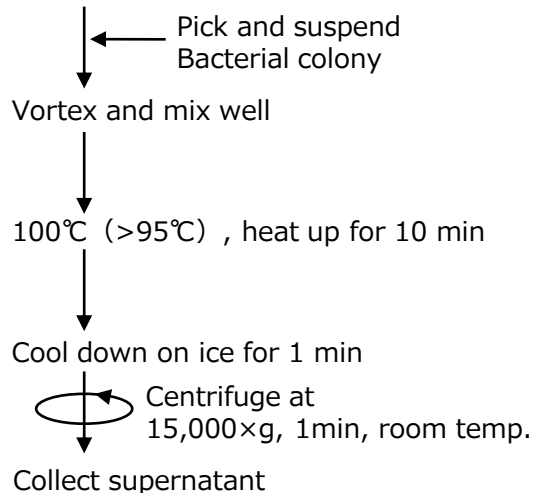 Pick and suspend
Bacterial colony
Vortex and mix well
100℃（>95℃）, heat up for 10 min
Cool down on ice for 1 min
Centrifuge at
15,000×g, 1min, room temp.
Collect supernatant